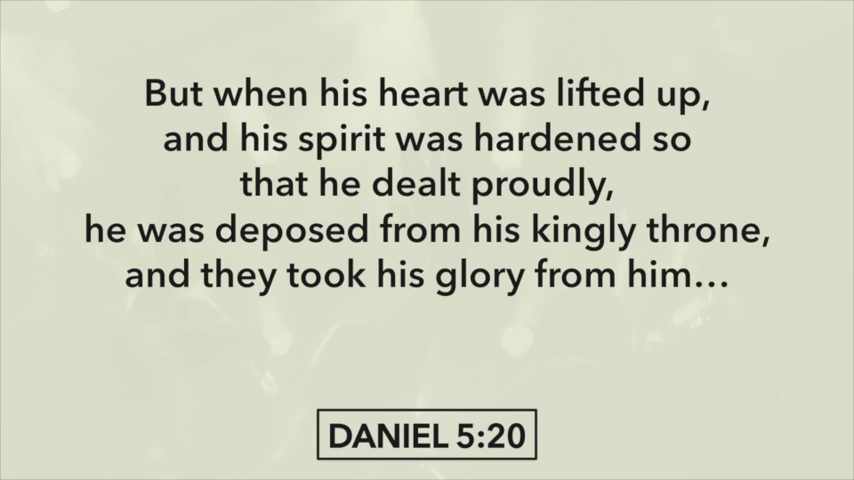 But when his heart was lifted up,
and his spirit was hardened so
that he dealt proudly,
he was deposed from his kingly throne,
and they took his glory from him...
DANIEL 5:20